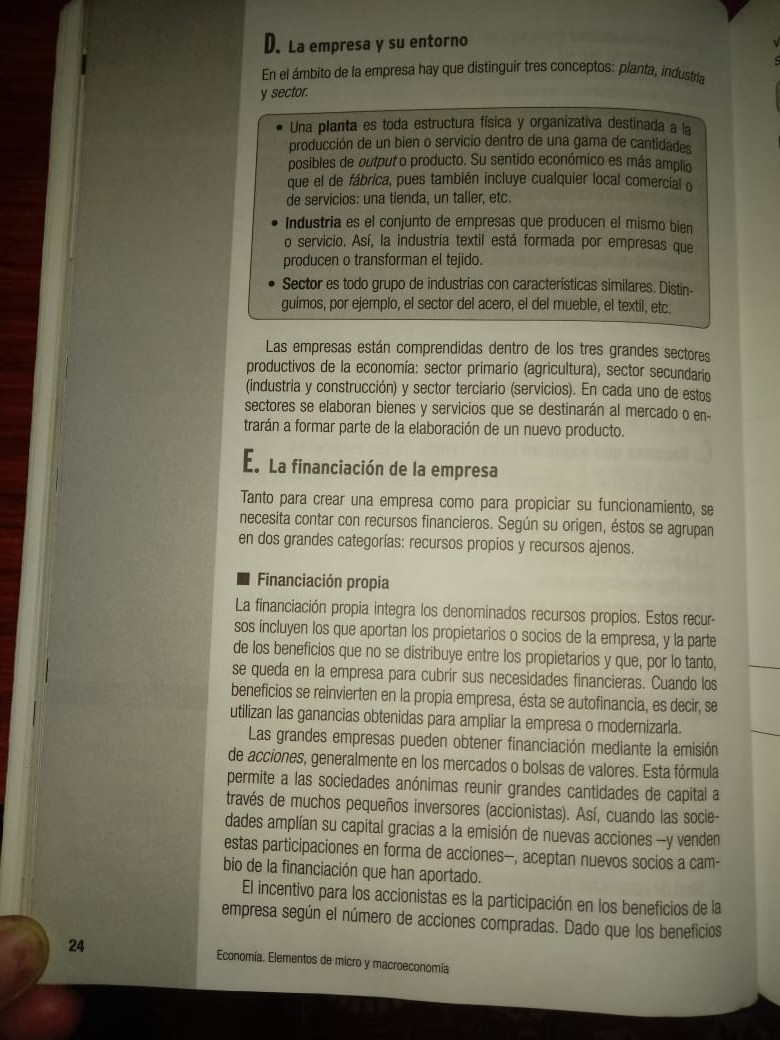 D. La empresa y su entorno
En el ámbito de la empresa hay que distinguir tres conceptos: planta, industria
y sector.
• Una planta es toda estructura física y organizativa destinada a la
producción de un bien o servicio dentro de una gama de cantidades
posibles de output o producto. Su sentido económico es más amplio
que el de fábrica, pues también incluye cualquier local comercial o
de servicios: una tienda, un taller, etc.
• Industria es el conjunto de empresas que producen el mismo bien
o servicio. Así, la industria textil está formada por empresas que
producen o transforman el tejido.
• Sector es todo grupo de industrias con características similares. Distin-
guimos, por ejemplo, el sector del acero, el del mueble, el textil, etc.
Las empresas están comprendidas dentro de los tres grandes sectores
productivos de la economía: sector primario (agricultura), sector secundario
(industria y construcción) y sector terciario (servicios). En cada uno de estos
sectores se elaboran bienes y servicios que se destinarán al mercado o en-
trarán a formar parte de la elaboración de un nuevo producto.
E. La financiación de la empresa
Tanto para crear una empresa como para propiciar su funcionamiento, se
necesita contar con recursos financieros. Según su origen, éstos se agrupan
en dos grandes categorías: recursos propios y recursos ajenos.
■ Financiación propia
La financiación propia integra los denominados recursos propios. Estos recur-
sos incluyen los que aportan los propietarios o socios de la empresa, y la parte
de los beneficios que no se distribuye entre los propietarios y que, por lo tanto,
se queda en la empresa para cubrir sus necesidades financieras. Cuando los
beneficios se reinvierten en la propia empresa, ésta se autofinancia, es decir, se
utilizan las ganancias obtenidas para ampliar la empresa o modernizarla.
Las grandes empresas pueden obtener financiación mediante la emisión
de acciones, generalmente en los mercados o bolsas de valores. Esta fórmula
permite a las sociedades anónimas reunir grandes cantidades de capital a
través de muchos pequeños inversores (accionistas). Así, cuando las socie-
dades amplían su capital gracias a la emisión de nuevas acciones –y venden
estas participaciones en forma de acciones–, aceptan nuevos socios a cam-
bio de la financiación que han aportado.
El incentivo para los accionistas es la participación en los beneficios de la
empresa según el número de acciones compradas. Dado que los beneficios
24
Economía. Elementos de micro y macroeconomía